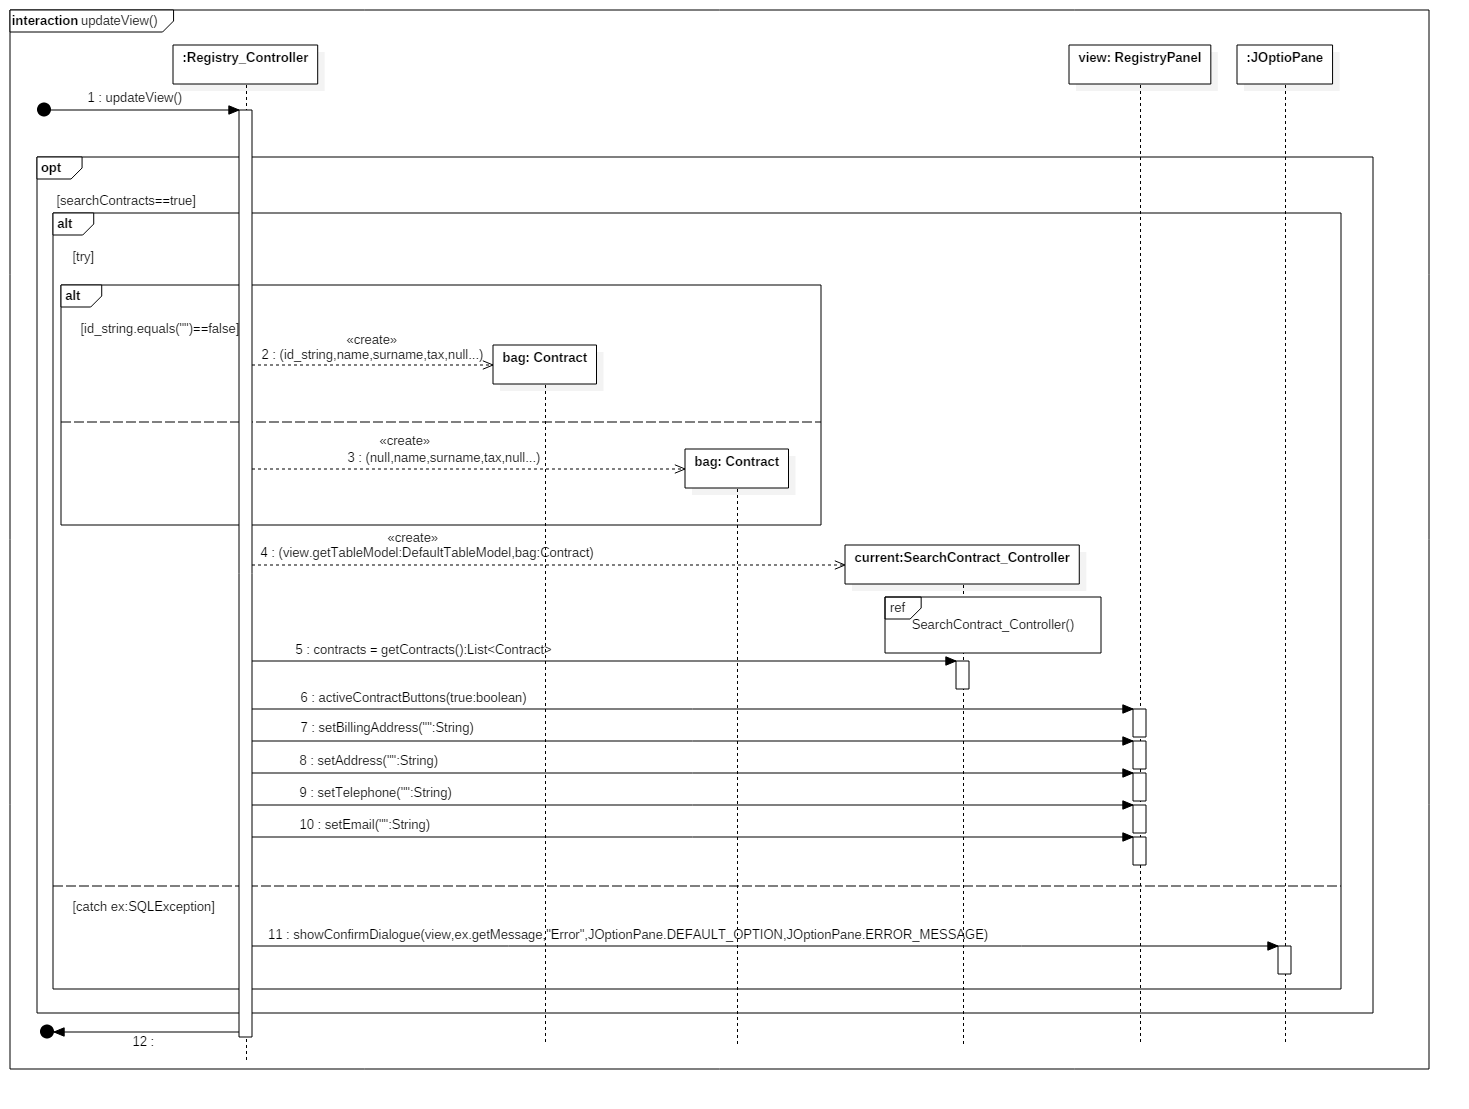 interaction updateView()
:Registry_Controller
view: RegistryPanel
:JOptioPane
1 : updateView()
opt
[searchContracts==true]
alt
[try]
alt
[id_string.equals("")==false]
«create»
2 : (id_string,name,surname,tax,null...)
bag: Contract
«create»
3 : (null,name,surname,tax,null...)
bag: Contract
«create»
4 : (view.getTableModel:DefaultTableModel,bag:Contract)
current:SearchContract_Controller
ref
SearchContract_Controller()
5 : contracts = getContracts():List<Contract>
6 : activeContractButtons(true:boolean)
7 : setBillingAddress("":String)
8 : setAddress("":String)
9 : setTelephone("":String)
10 : setEmail("":String)
[catch ex:SQLException]
11 : showConfirmDialogue(view,ex.getMessage,"Error",JOptionPane.DEFAULT_OPTION,JOptionPane.ERROR_MESSAGE)
12 :